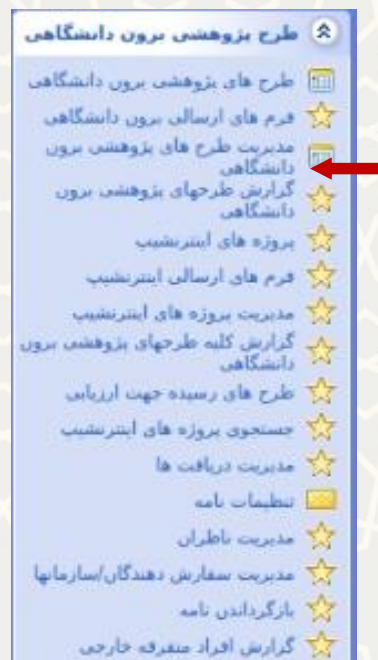 طرح پژوهشی برون دانشگاهی
طرح های پژوهشی برون دانشگاهی
فرم های ارسالی برون دانشگاهی
مدیریت طرح های پژوهشی برون
دانشگاهی
گزارش طرحهای پژوهشی برون
دانشگاهی
پروژه های اینترنشیپ
فرم های ارسالی اینترنشیپ
مدیریت پروژه های اینترنشیپ
گزارش کلیه طرحهای پژوهشی برون
دانشگاهی
طرح های رسیده جهت ارزیابی
جستجوی پروژه های اینترنشیپ
مدیریت دریافت ها
تنظیمات نامه
مدیریت ناظران
مدیریت سفارش دهندگان/سازمانها
بازگرداندن نامه
گزارش افراد متفرقه خارجی